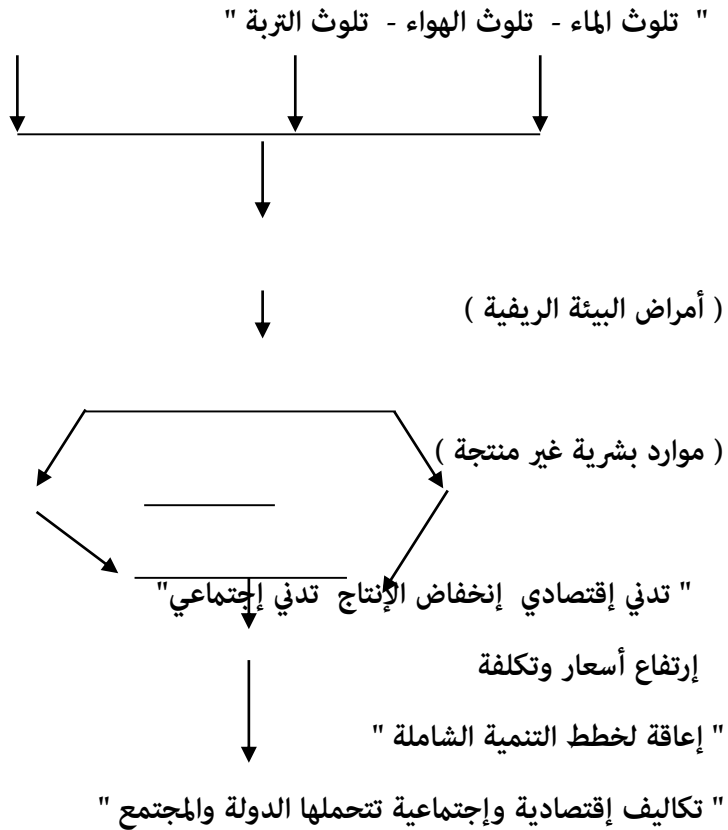 " تلوث الماء - تلوث الهواء - تلوث التربة "
( أمراض البيئة الريفية )
( موارد بشرية غير منتجة )
" تدني إقتصادي إنخفاض الإنتاج تدني إجتماعي"
إرتفاع أسعار وتكلفة
" إعاقة لخطط التنمية الشاملة "
" تكاليف إقتصادية وإجتماعية تتحملها الدولة والمجتمع "